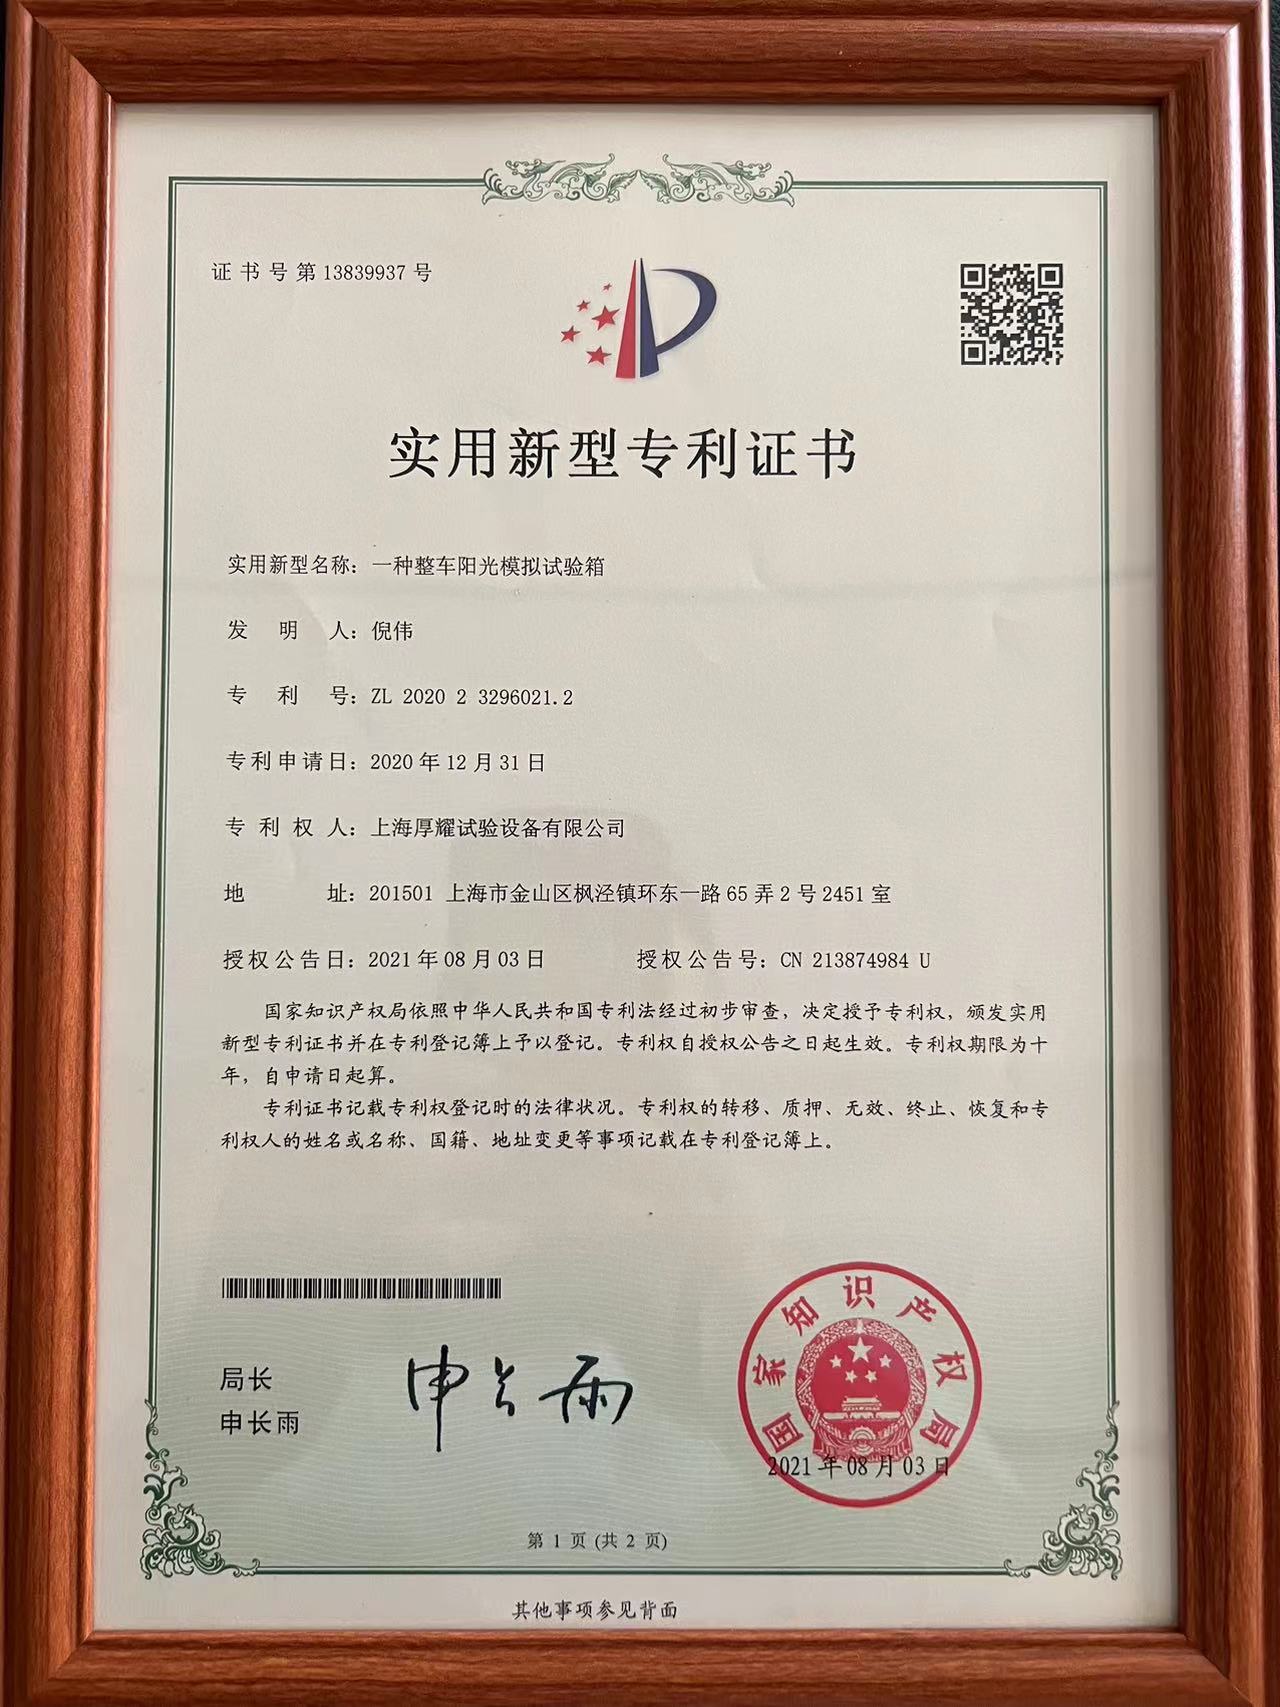 证书号第13839937号
实用新型专利证书
实用新型名称：一种整车阳光模拟试验箱
发明人：倪伟
专利号：ZL 2020 2 3296021.2
专利申请日：2020年12月31日
专利权人：上海厚耀试验设备有限公司
地址：201501 上海市金山区枫泾镇环东一路65弄2号2451室
授权公告日：2021年08月03日 授权公告号：CN 213874984 U
国家知识产权局依照中华人民共和国专利法经过初步审查，决定授予专利权，颁发实用
新型专利证书并在专利登记簿上予以登记。专利权自授权公告之日起生效。专利权期限为十
年，自申请日起算。
专利证书记载专利权登记时的法律状况。专利权的转移、质押、无效、终止、恢复和专
利权人的姓名或名称、国籍、地址变更等事项记载在专利登记簿上。
局长
申长雨
申长雨
国家知识产权局
2021年08月03日
第 1 页 (共 2 页)
其他事项参见背面